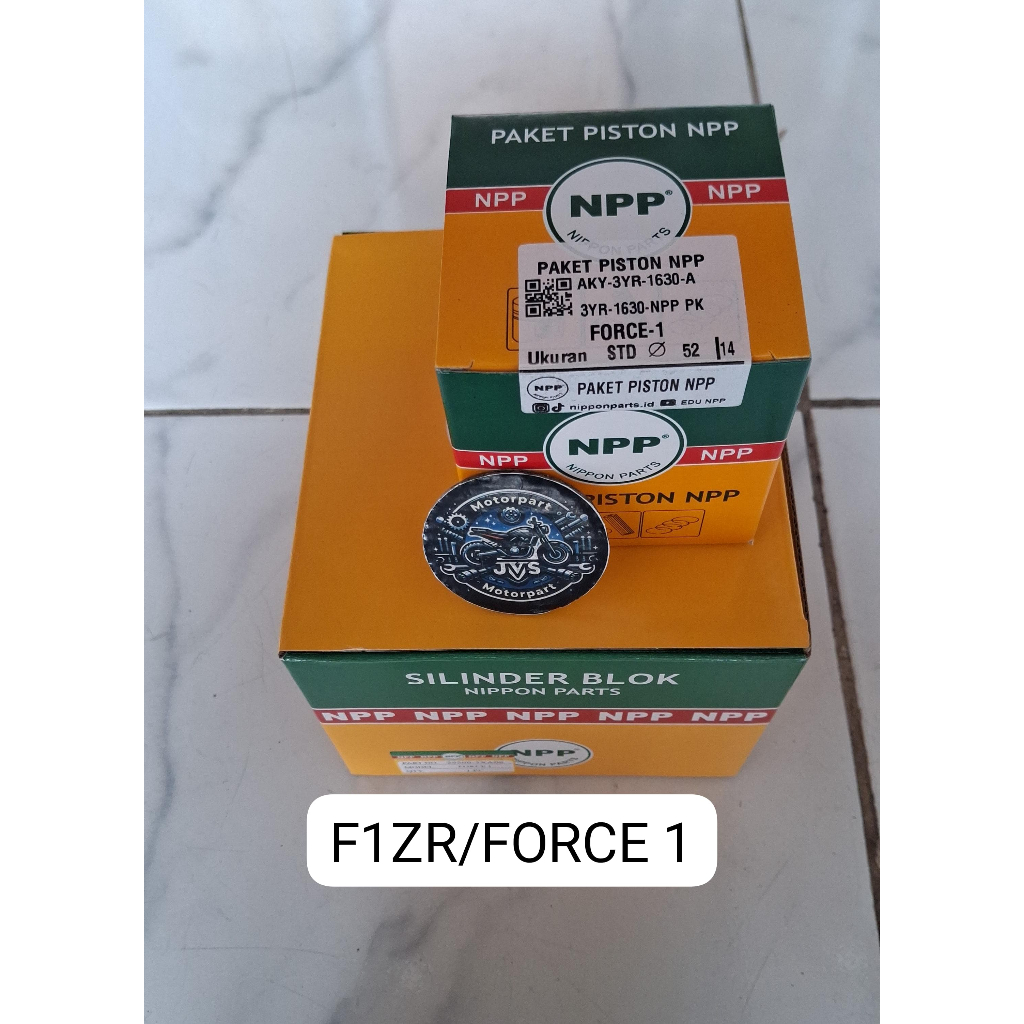 PAKET PISTON NPP
NPP NPP® NPP
NIPPON PARTS
PAKET PISTON NPP
AKY-3YR-1630-A
3YR-1630-NPP PK
FORCE-1
Ukuran STD Ø 52 14
NPP PAKET PISTON NPP
nipponparts.id EDU NPP
NPP NPP® NPP
NIPPON PARTS
PISTON NPP
Motorpart
JVS
Motorpart
SILINDER BLOK
NIPPON PARTS
NPP NPP NPP NPP NPP
NPP
NIPPON PARTS
F1ZR/FORCE 1